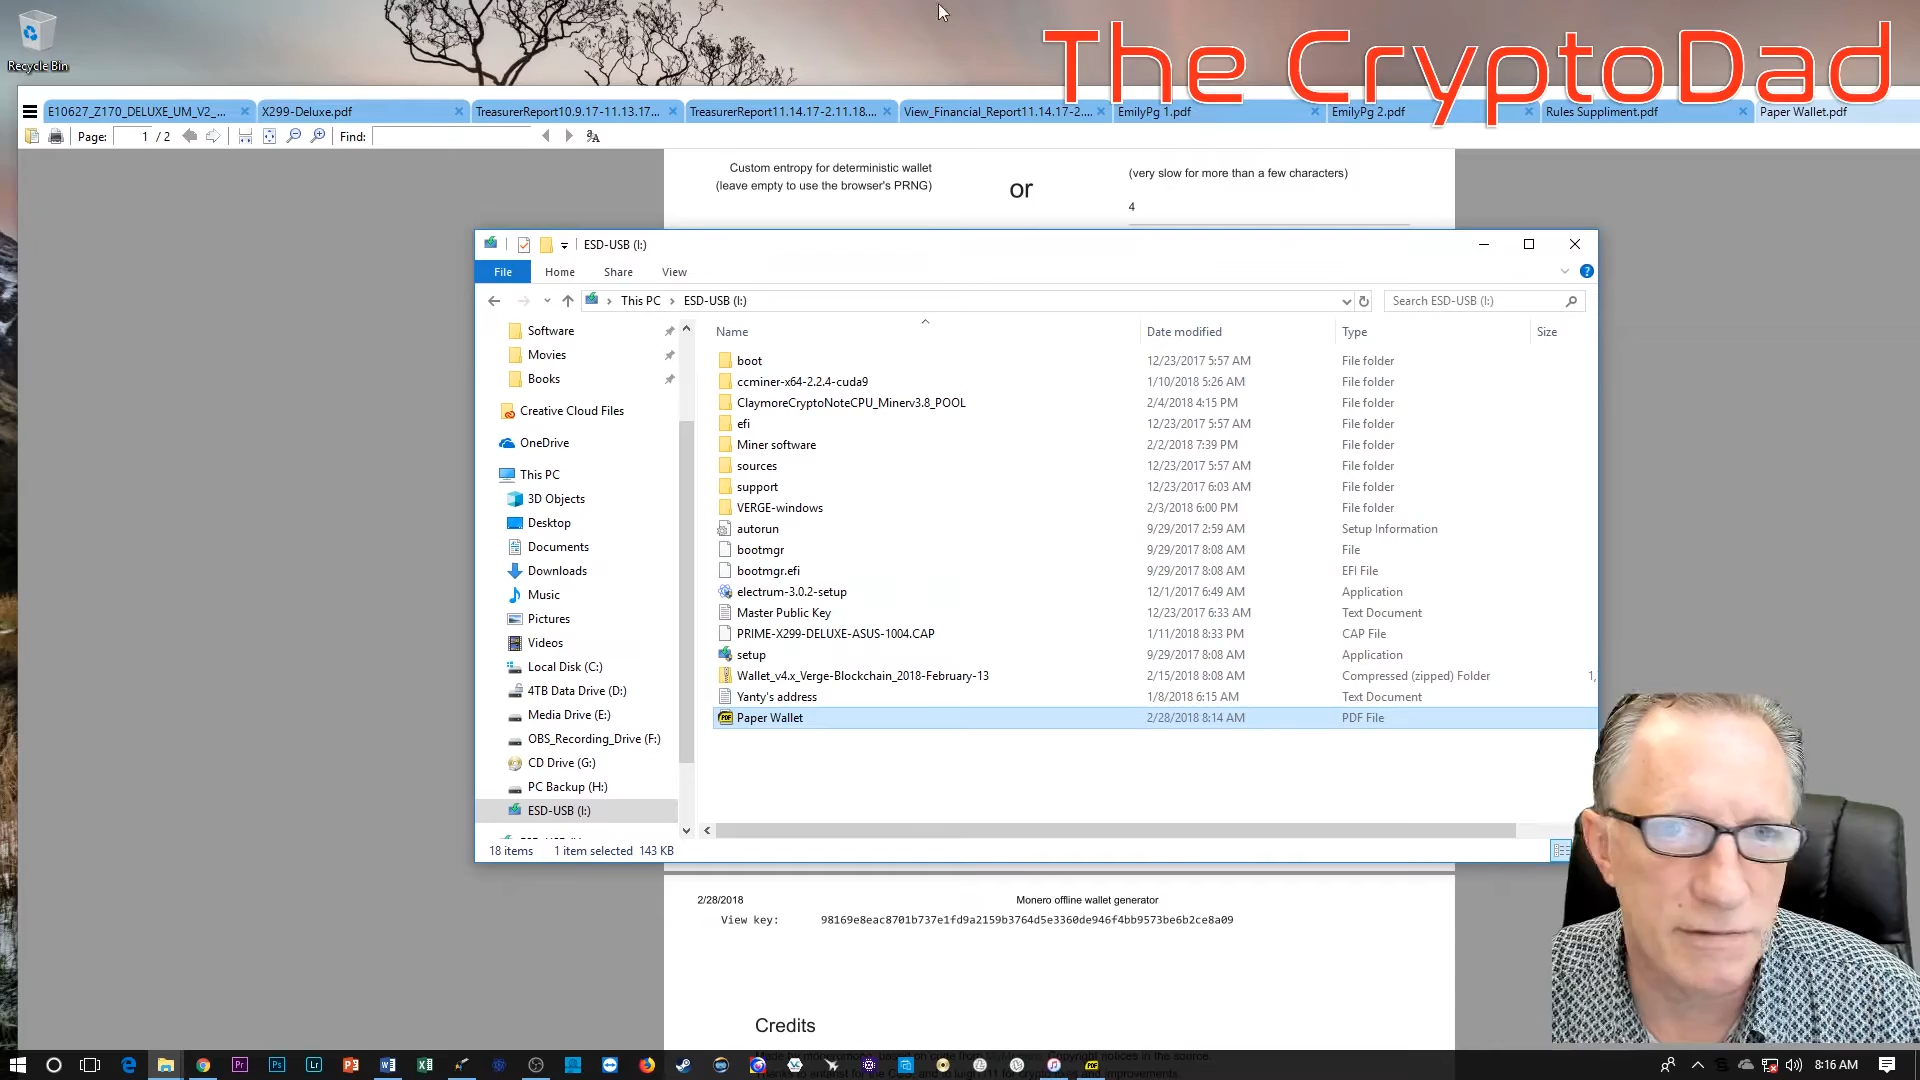 The CryptoDad
Recycle Bin
E10627_Z170_DELUXE_UM_V2_...
X299-Deluxe.pdf
TreasurerReport10.9.17-11.13.17...
TreasurerReport11.14.17-2.11.18....
View_Financial_Report11.14.17-2....
EmilyPg 1.pdf
EmilyPg 2.pdf
Rules Suppliment.pdf
Paper Wallet.pdf
Page: 1 / 2 Find:
Custom entropy for deterministic wallet
(leave empty to use the browser's PRNG)
or
(very slow for more than a few characters)
4
ESD-USB (I:)
File Home Share View
This PC ESD-USB (I:)
Search ESD-USB (I:)
Software
Movies
Books
Creative Cloud Files
OneDrive
This PC
3D Objects
Desktop
Documents
Downloads
Music
Pictures
Videos
Local Disk (C:)
4TB Data Drive (D:)
Media Drive (E:)
OBS_Recording_Drive (F:)
CD Drive (G:)
PC Backup (H:)
ESD-USB (I:)
Name Date modified Type Size
boot 12/23/2017 5:57 AM File folder
ccminer-x64-2.2.4-cuda9 1/10/2018 5:26 AM File folder
ClaymoreCryptoNoteCPU_Minerv3.8_POOL 2/4/2018 4:15 PM File folder
efi 12/23/2017 5:57 AM File folder
Miner software 2/2/2018 7:39 PM File folder
sources 12/23/2017 5:57 AM File folder
support 12/23/2017 6:03 AM File folder
VERGE-windows 2/3/2018 6:00 PM File folder
autorun 9/29/2017 2:59 AM Setup Information
bootmgr 9/29/2017 8:08 AM File
bootmgr.efi 9/29/2017 8:08 AM EFI File
electrum-3.0.2-setup 12/1/2017 6:49 AM Application
Master Public Key 12/23/2017 6:33 AM Text Document
PRIME-X299-DELUXE-ASUS-1004.CAP 1/11/2018 8:33 PM CAP File
setup 9/29/2017 8:08 AM Application
Wallet_v4.x_Verge-Blockchain_2018-February-13 2/15/2018 8:08 AM Compressed (zipped) Folder 1,
Yanty's address 1/8/2018 6:15 AM Text Document
Paper Wallet 2/28/2018 8:14 AM PDF File
18 items 1 item selected 143 KB
2/28/2018 Monero offline wallet generator
View key: 98169e8eac8701b737e1fd9a2159b3764d5e3360de946f4bb9573be6b2ce8a09
Credits
8:16 AM